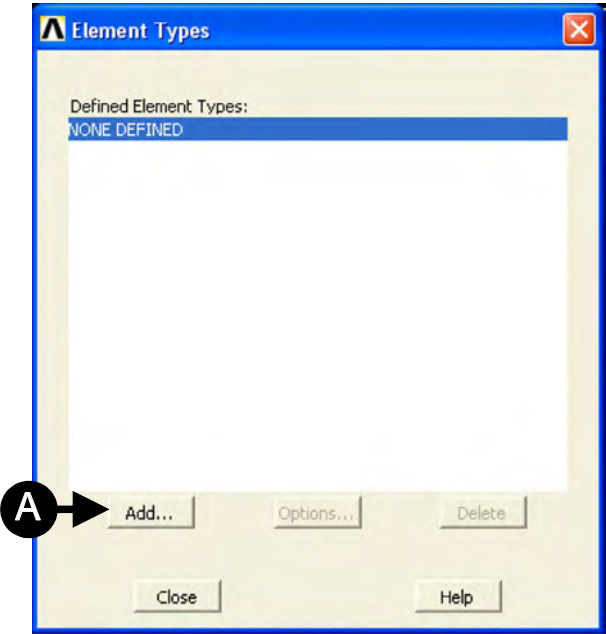 Element Types
Defined Element Types:
NONE DEFINED
A
Add... Options... Delete
Close Help